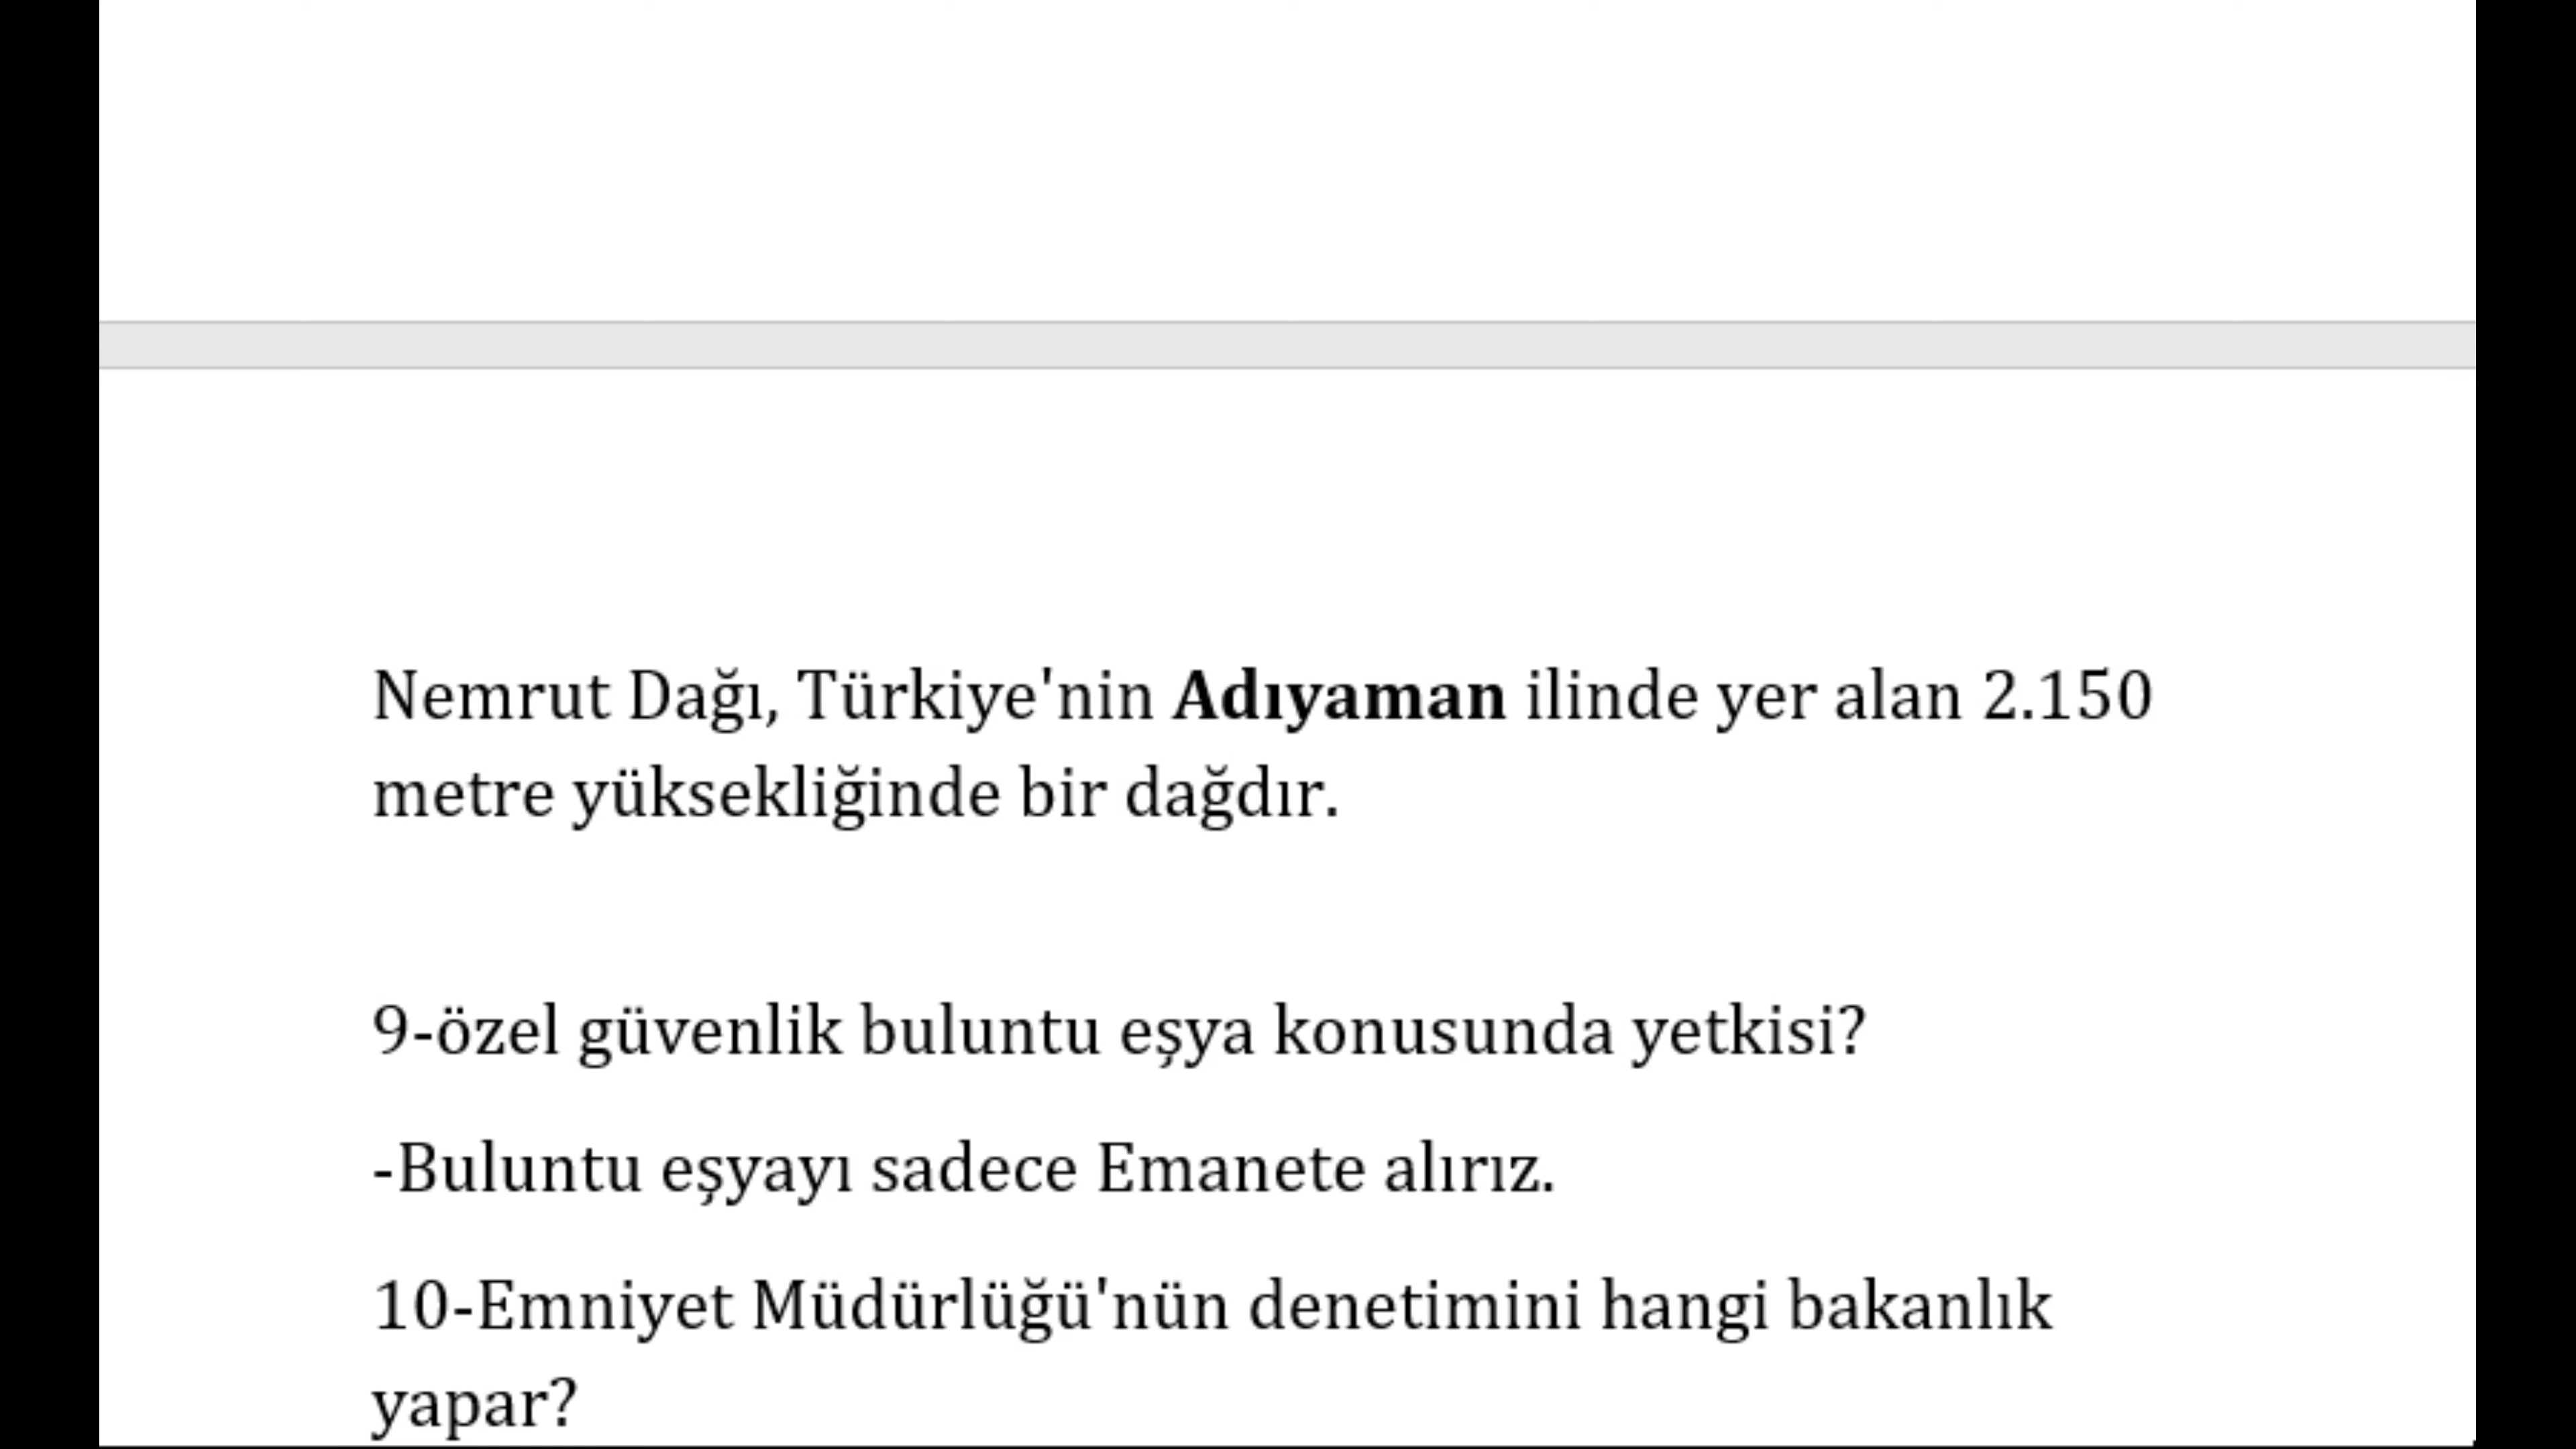 Nemrut Dağı, Türkiye'nin Adıyaman ilinde yer alan 2.150
metre yüksekliğinde bir dağdır.
9-özel güvenlik buluntu eşya konusunda yetkisi?
-Buluntu eşyayı sadece Emanete alırız.
10-Emniyet Müdürlüğü'nün denetimini hangi bakanlık
yapar?